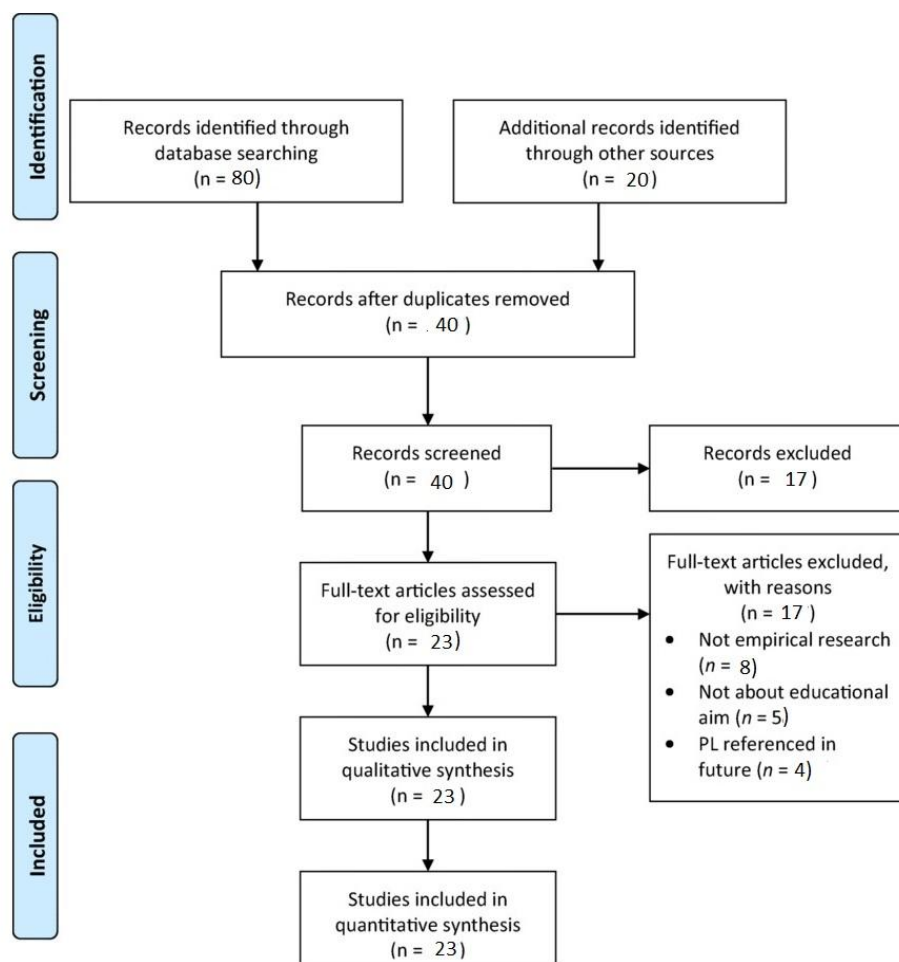 Identification
Records identified through
database searching
(n = 80)
Additional records identified
through other sources
(n = 20)
Screening
Records after duplicates removed
(n = . 40 )
Records screened
(n = 40 )
Records excluded
(n = 17 )
Eligibility
Full-text articles assessed
for eligibility
(n = 23)
Full-text articles excluded,
with reasons
(n = 17 )
• Not empirical research
(n = 8)
• Not about educational
aim (n = 5)
• PL referenced in
future (n = 4)
Included
Studies included in
qualitative synthesis
(n = 23 )
Studies included in
quantitative synthesis
(n = 23 )